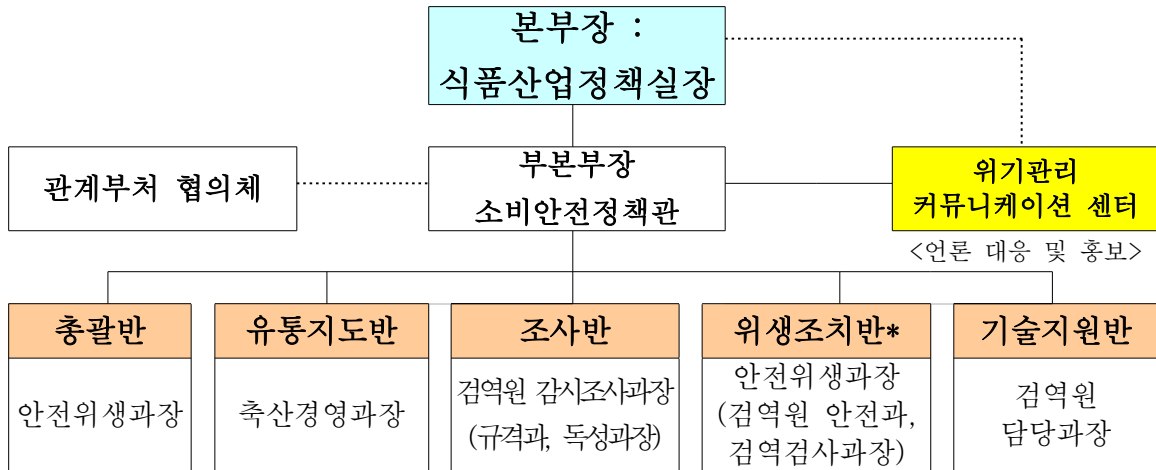 본부장 :
식품산업정책실장
관계부처 협의체
부본부장
소비안전정책관
위기관리
커뮤니케이션 센터
<언론 대응 및 홍보>
총괄반
안전위생과장
유통지도반
축산경영과장
조사반
검역원 감시조사과장
(규격과, 독성과장)
위생조치반*
안전위생과장
(검역원 안전과,
검역검사과장)
기술지원반
검역원
담당과장